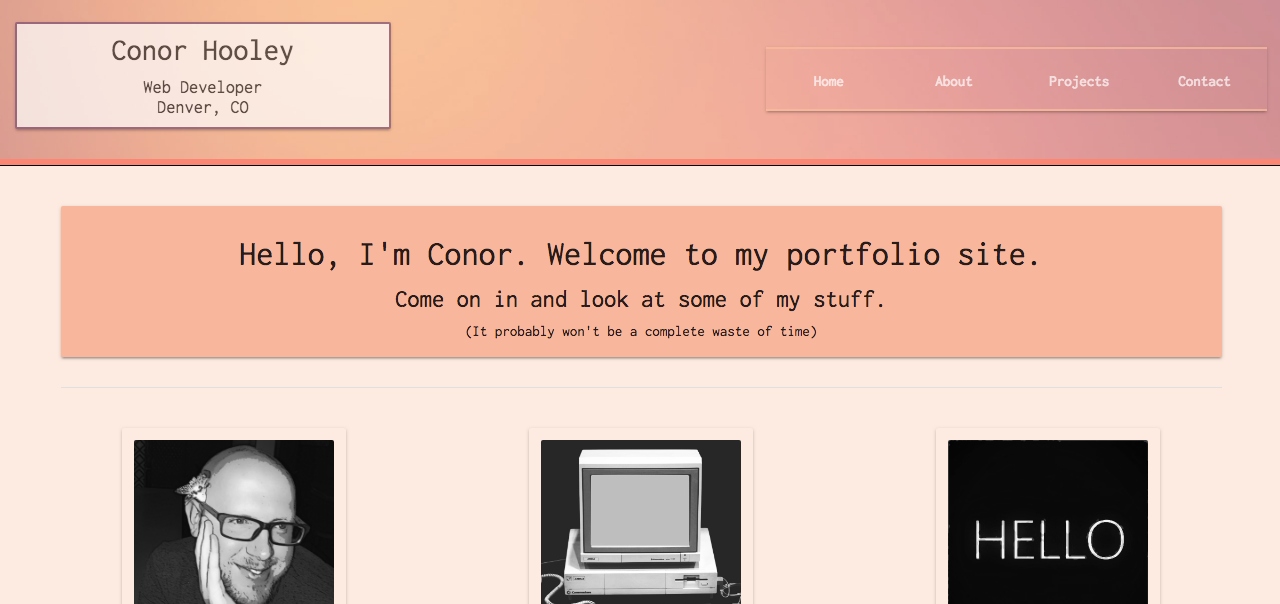 Conor Hooley
Web Developer
Denver, CO
Home About Projects Contact
Hello, I'm Conor. Welcome to my portfolio site.
Come on in and look at some of my stuff.
(It probably won't be a complete waste of time)
HELLO